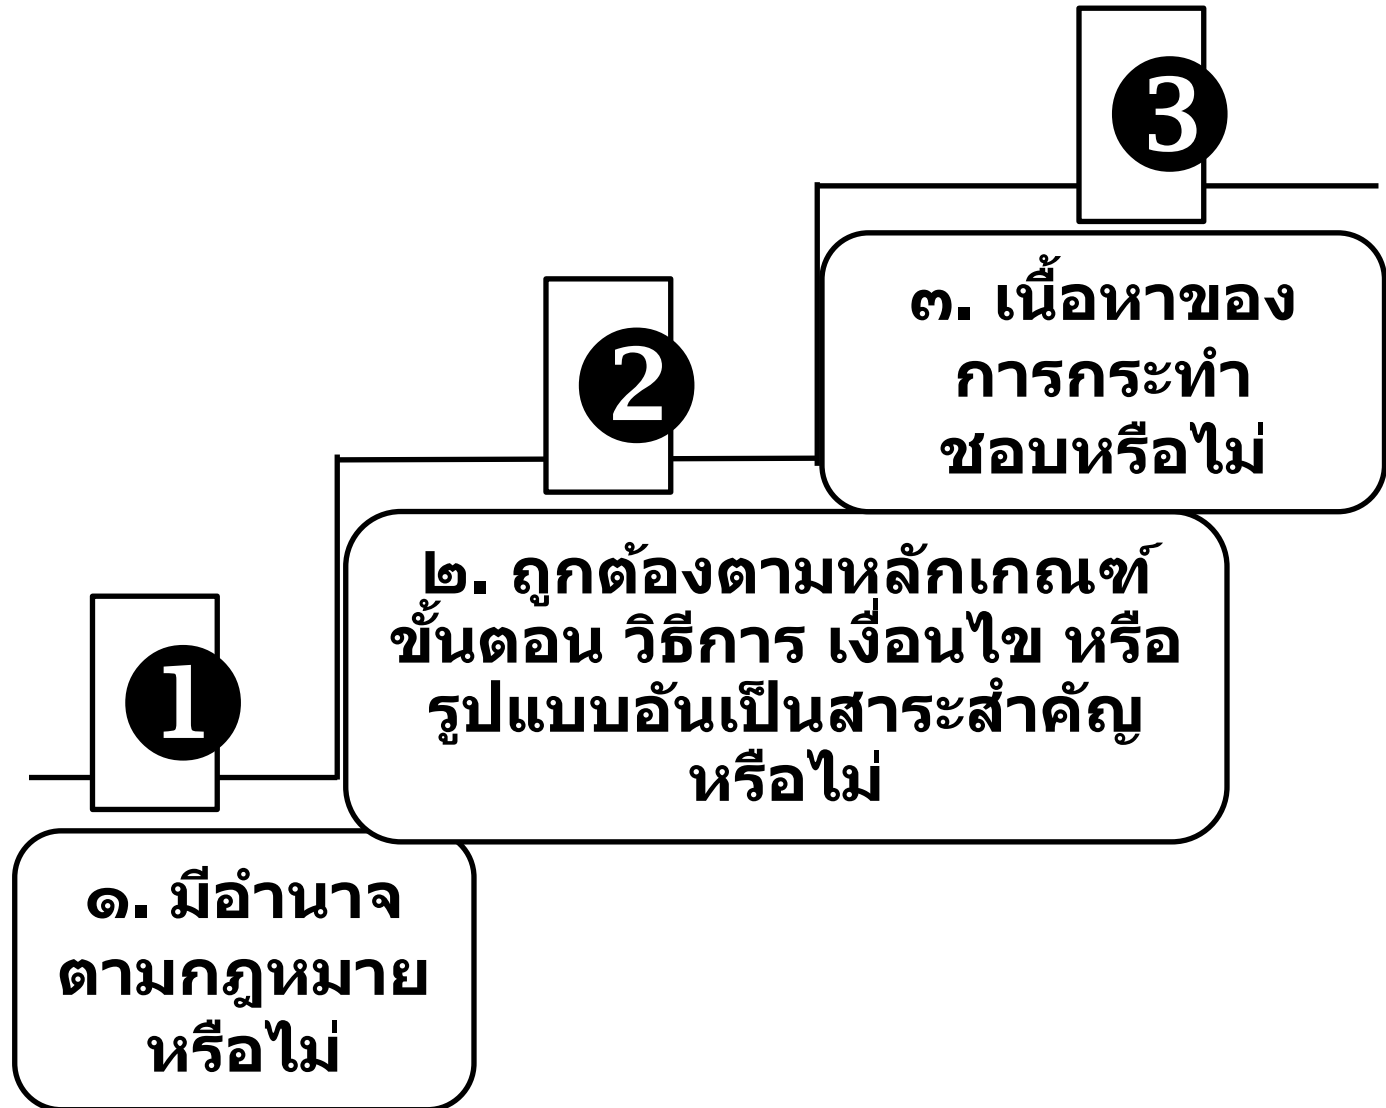 3
๓. เนื้อหาของ
การกระทำ
ชอบหรือไม่
2
๒. ถูกต้องตามหลักเกณฑ์
ขั้นตอน วิธีการ เงื่อนไข หรือ
รูปแบบอันเป็นสาระสำคัญ
หรือไม่
1
๑. มีอำนาจ
ตามกฎหมาย
หรือไม่